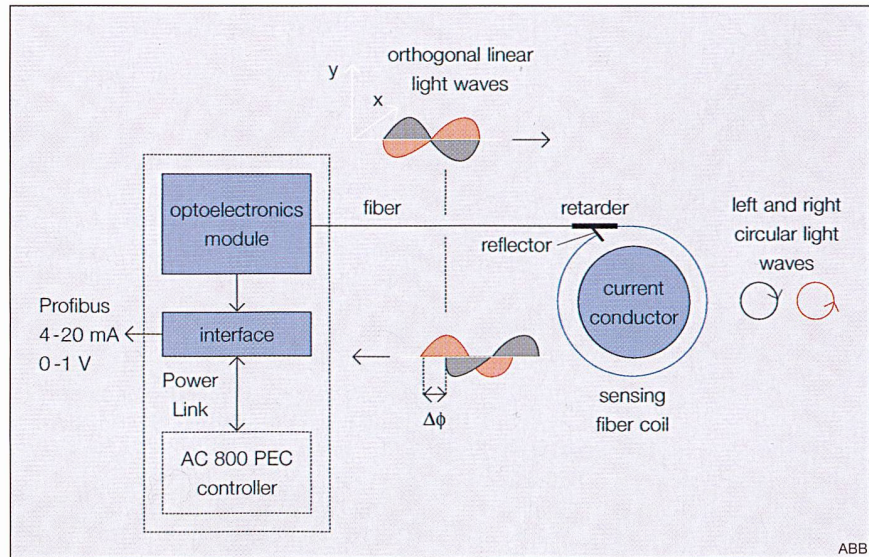 orthogonal linear
light waves
y
x
optoelectronics
module
fiber
retarder
reflector
left and right
circular light
waves
current
conductor
Profibus
4-20 mA
0-1 V
interface
Power
Link
Δϕ
sensing
fiber coil
AC 800 PEC
controller
ABB